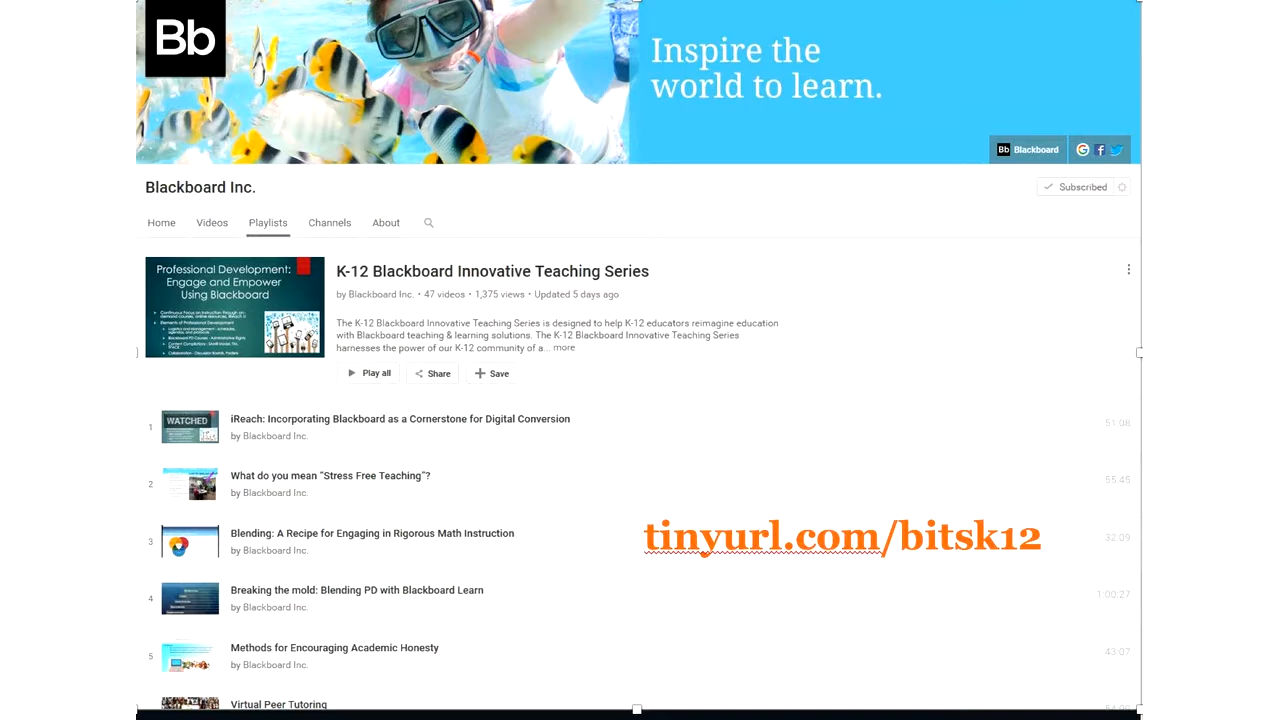 Bb
Inspire the
world to learn.
Bb Blackboard
Blackboard Inc.
Subscribed
Home Videos Playlists Channels About
Professional Development:
Engage and Empower
Using Blackboard
K-12 Blackboard Innovative Teaching Series
by Blackboard Inc. • 47 videos • 1,375 views • Updated 5 days ago
The K-12 Blackboard Innovative Teaching Series is designed to help K-12 educators reimagine education
with Blackboard teaching & learning solutions. The K-12 Blackboard Innovative Teaching Series
harnesses the power of our K-12 community of a... more
Play all Share Save
1 WATCHED iReach: Incorporating Blackboard as a Cornerstone for Digital Conversion 51:08
by Blackboard Inc.
2 What do you mean "Stress Free Teaching"? 55:45
by Blackboard Inc.
3 Blending: A Recipe for Engaging in Rigorous Math Instruction 32:09
by Blackboard Inc.
tinyurl.com/bitsk12
4 Breaking the mold: Blending PD with Blackboard Learn 1:00:27
by Blackboard Inc.
5 Methods for Encouraging Academic Honesty 43:07
by Blackboard Inc.
Virtual Peer Tutoring